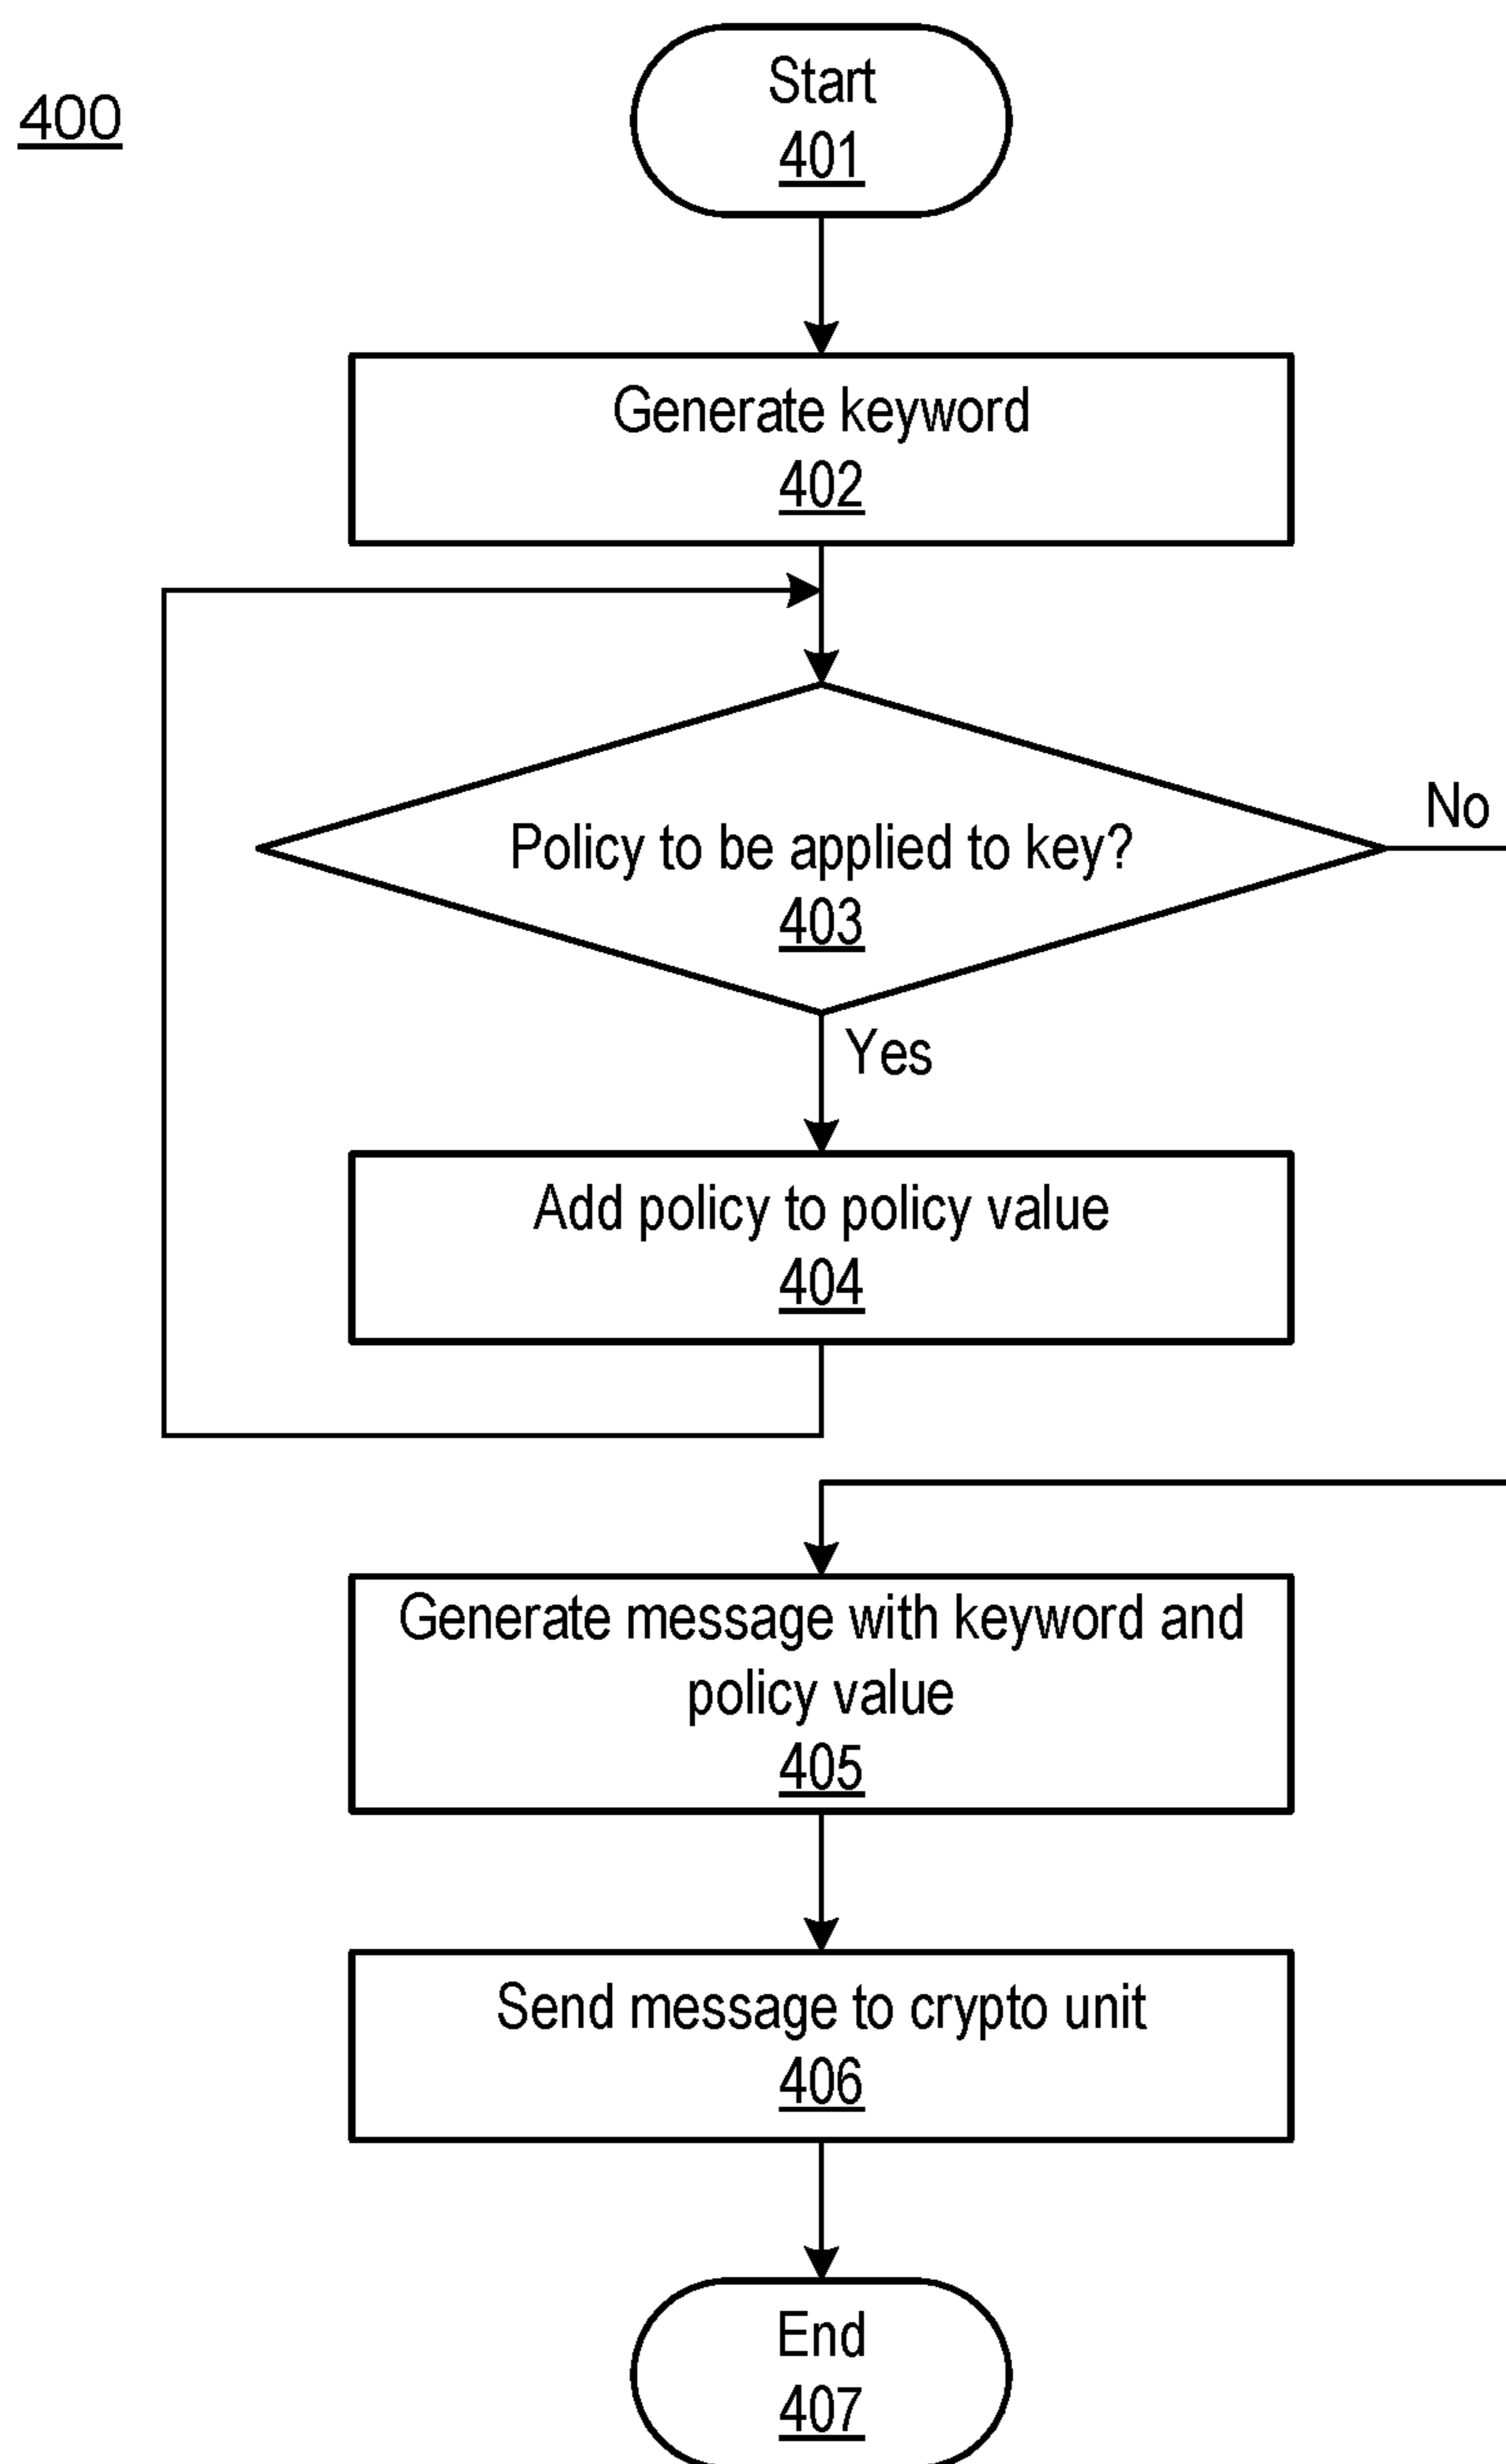 400
Start
401
Generate keyword
402
Policy to be applied to key?
403
No
Yes
Add policy to policy value
404
Generate message with keyword and
policy value
405
Send message to crypto unit
406
End
407